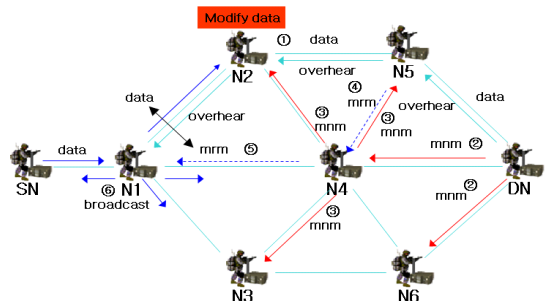 Modify data
① data
N2
N5
overhear
④
mrm
data
③
mnm
③
mnm
overhear
data
overhear
mnm ②
data
mrm
⑤
SN
N1
N4
DN
⑥
broadcast
mnm ②
③
mnm
N3
N6